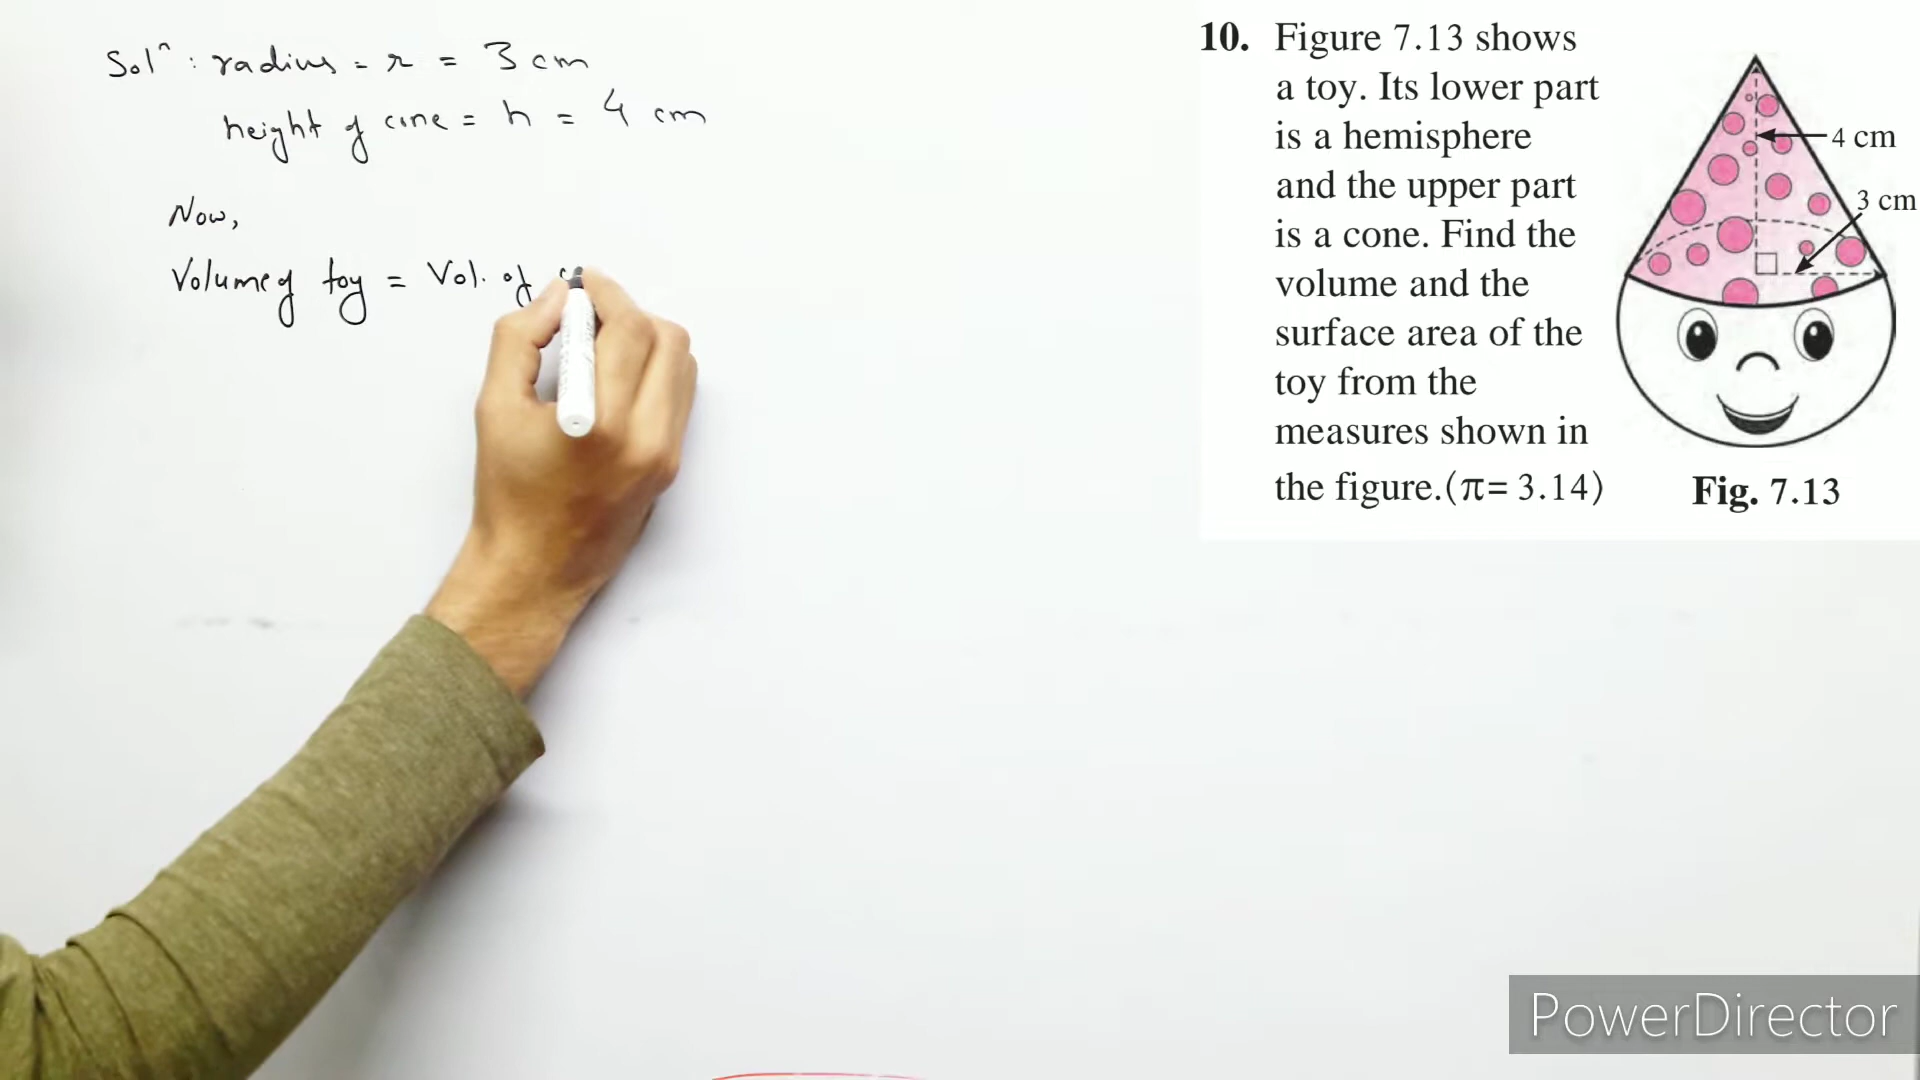 Solⁿ : radius = r = 3 cm
height of cone = h = 4 cm
Now,
Volume of toy = Vol. of
10. Figure 7.13 shows
a toy. Its lower part
is a hemisphere
and the upper part
is a cone. Find the
volume and the
surface area of the
toy from the
measures shown in
the figure.(π= 3.14)
4 cm
3 cm
Fig. 7.13
PowerDirector